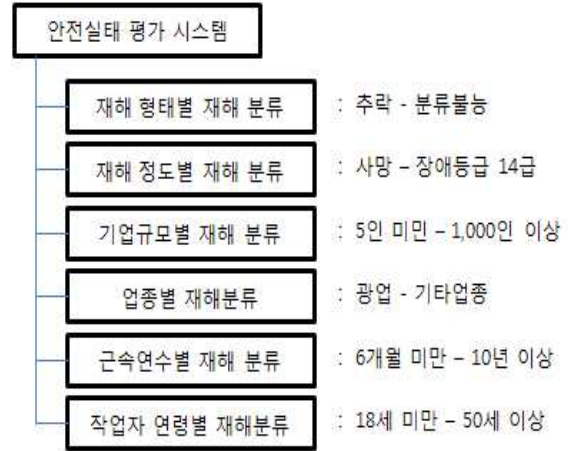 안전실태 평가 시스템
재해 형태별 재해 분류 : 추락 - 분류불능
재해 정도별 재해 분류 : 사망 – 장애등급 14급
기업규모별 재해 분류 : 5인 미민 – 1,000인 이상
업종별 재해분류 : 광업 - 기타업종
근속연수별 재해 분류 : 6개월 미만 – 10년 이상
작업자 연령별 재해분류 : 18세 미만 – 50세 이상